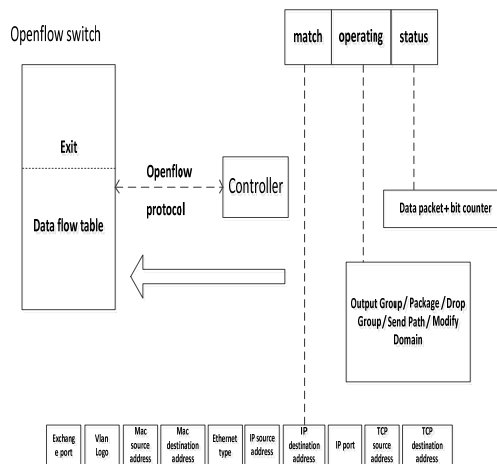 Openflow switch
match operating status
Exit
Openflow
protocol
Controller
Data flow table
Data packet+ bit counter
Output Group/Package/Drop
Group/Send Path/Modify
Domain
Exchang
e port
Vlan
Logo
Mac
source
address
Mac
destination
address
Ethernet
type
IP source
address
IP
destination
address
IP port
TCP
source
address
TCP
destination
address